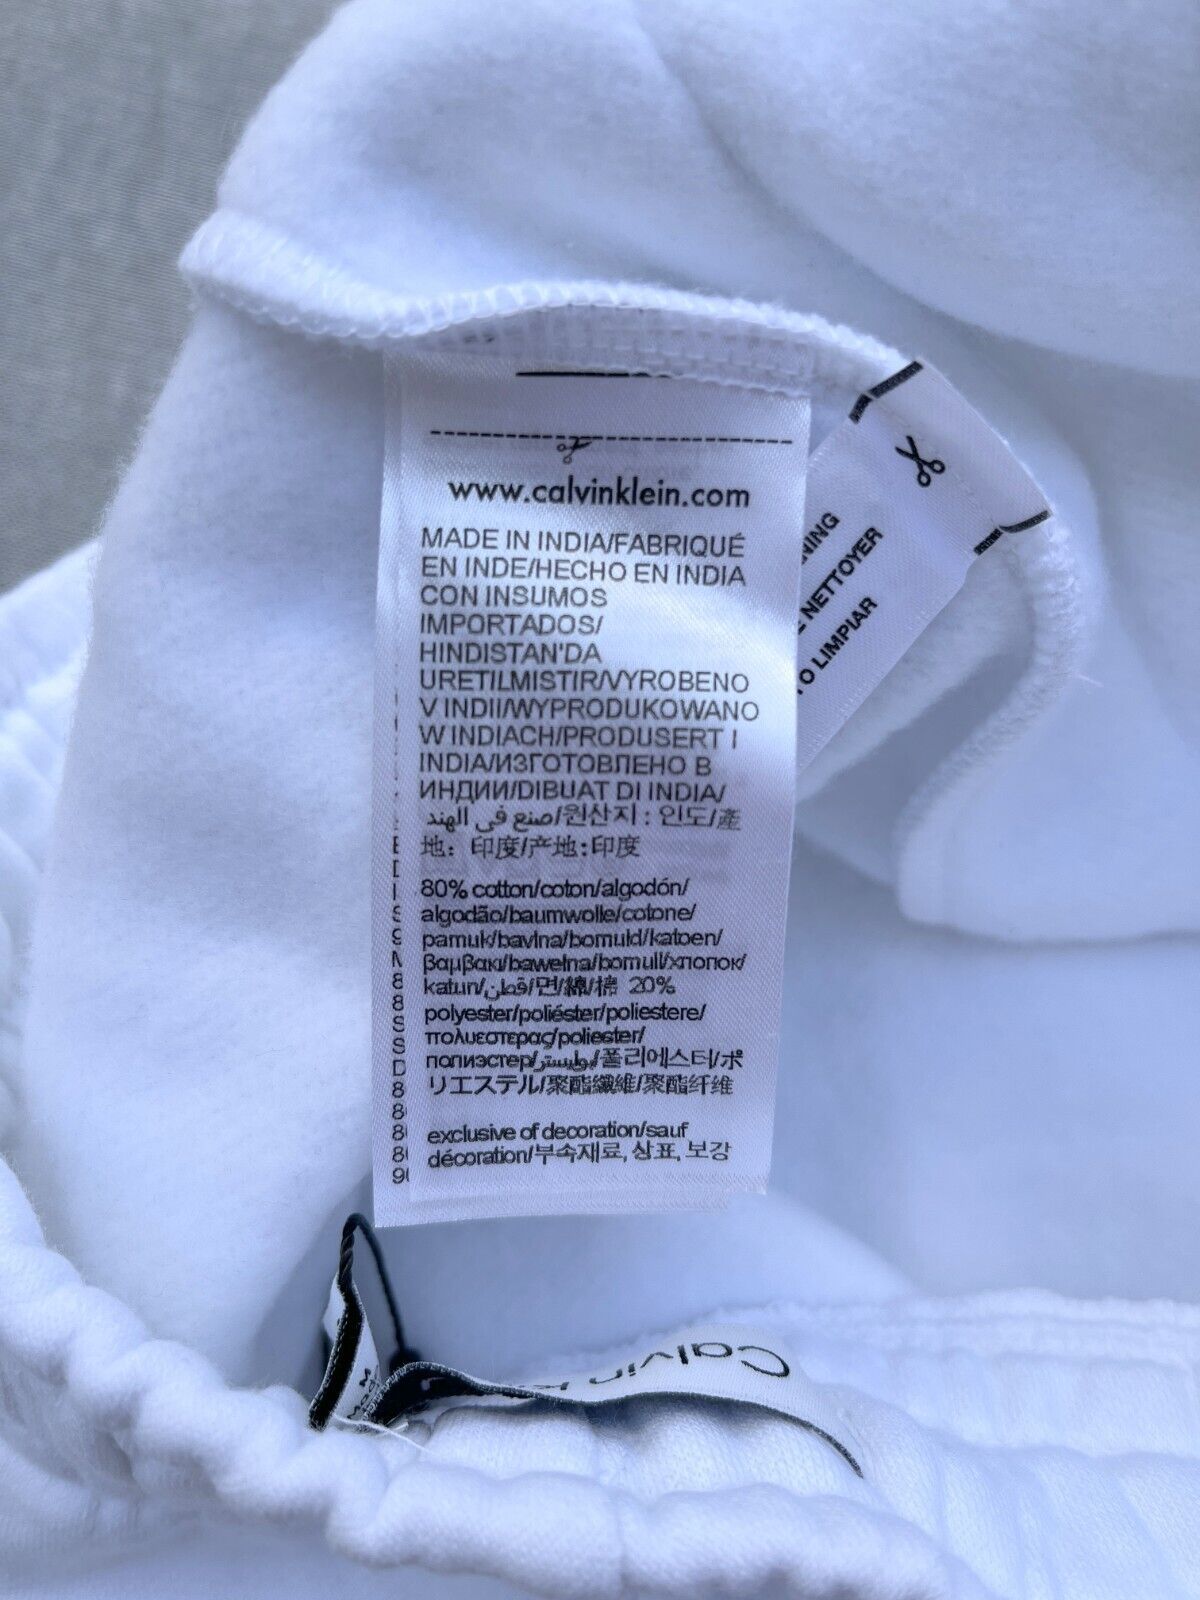 www.calvinklein.com
MADE IN INDIA/FABRIQUÉ
EN INDE/HECHO EN INDIA
CON INSUMOS
IMPORTADOS/
HINDISTAN'DA
URETILMISTIR/VYROBENO
V INDII/WYPRODUKOWANO
W INDIACH/PRODUSERT I
INDIA/ИЗГОТОВЛЕНО В
ИНДИИ/DIBUAT DI INDIA/
صنع في الهند/원산지 : 인도/產
地: 印度/产地:印度
80% cotton/coton/algodón/
algodão/baumwolle/cotone/
pamuk/bavlna/bomuld/katoen/
βαμβακι/bawełna/bomull/хлопок/
katun/قطن/면/綿/棉 20%
polyester/poliéster/poliestere/
πολυεστερας/poliester/
полиэстер/بوليستر/폴리에스터/ポ
リエステル/聚酯纖維/聚酯纤维
exclusive of decoration/sauf
décoration/부속재료, 상표, 보강
NING
NETTOYER
O LIMPIAR
Calvin K
M